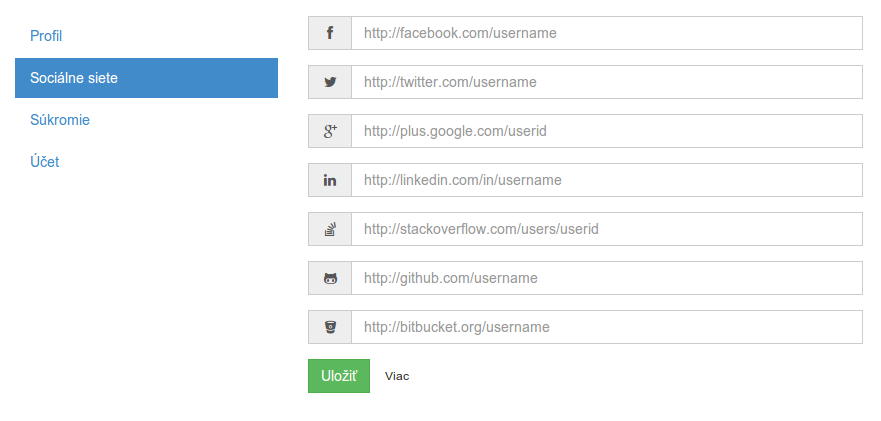 Profil
Sociálne siete
Súkromie
Účet
http://facebook.com/username
http://twitter.com/username
http://plus.google.com/userid
http://linkedin.com/in/username
http://stackoverflow.com/users/userid
http://github.com/username
http://bitbucket.org/username
Uložiť Viac